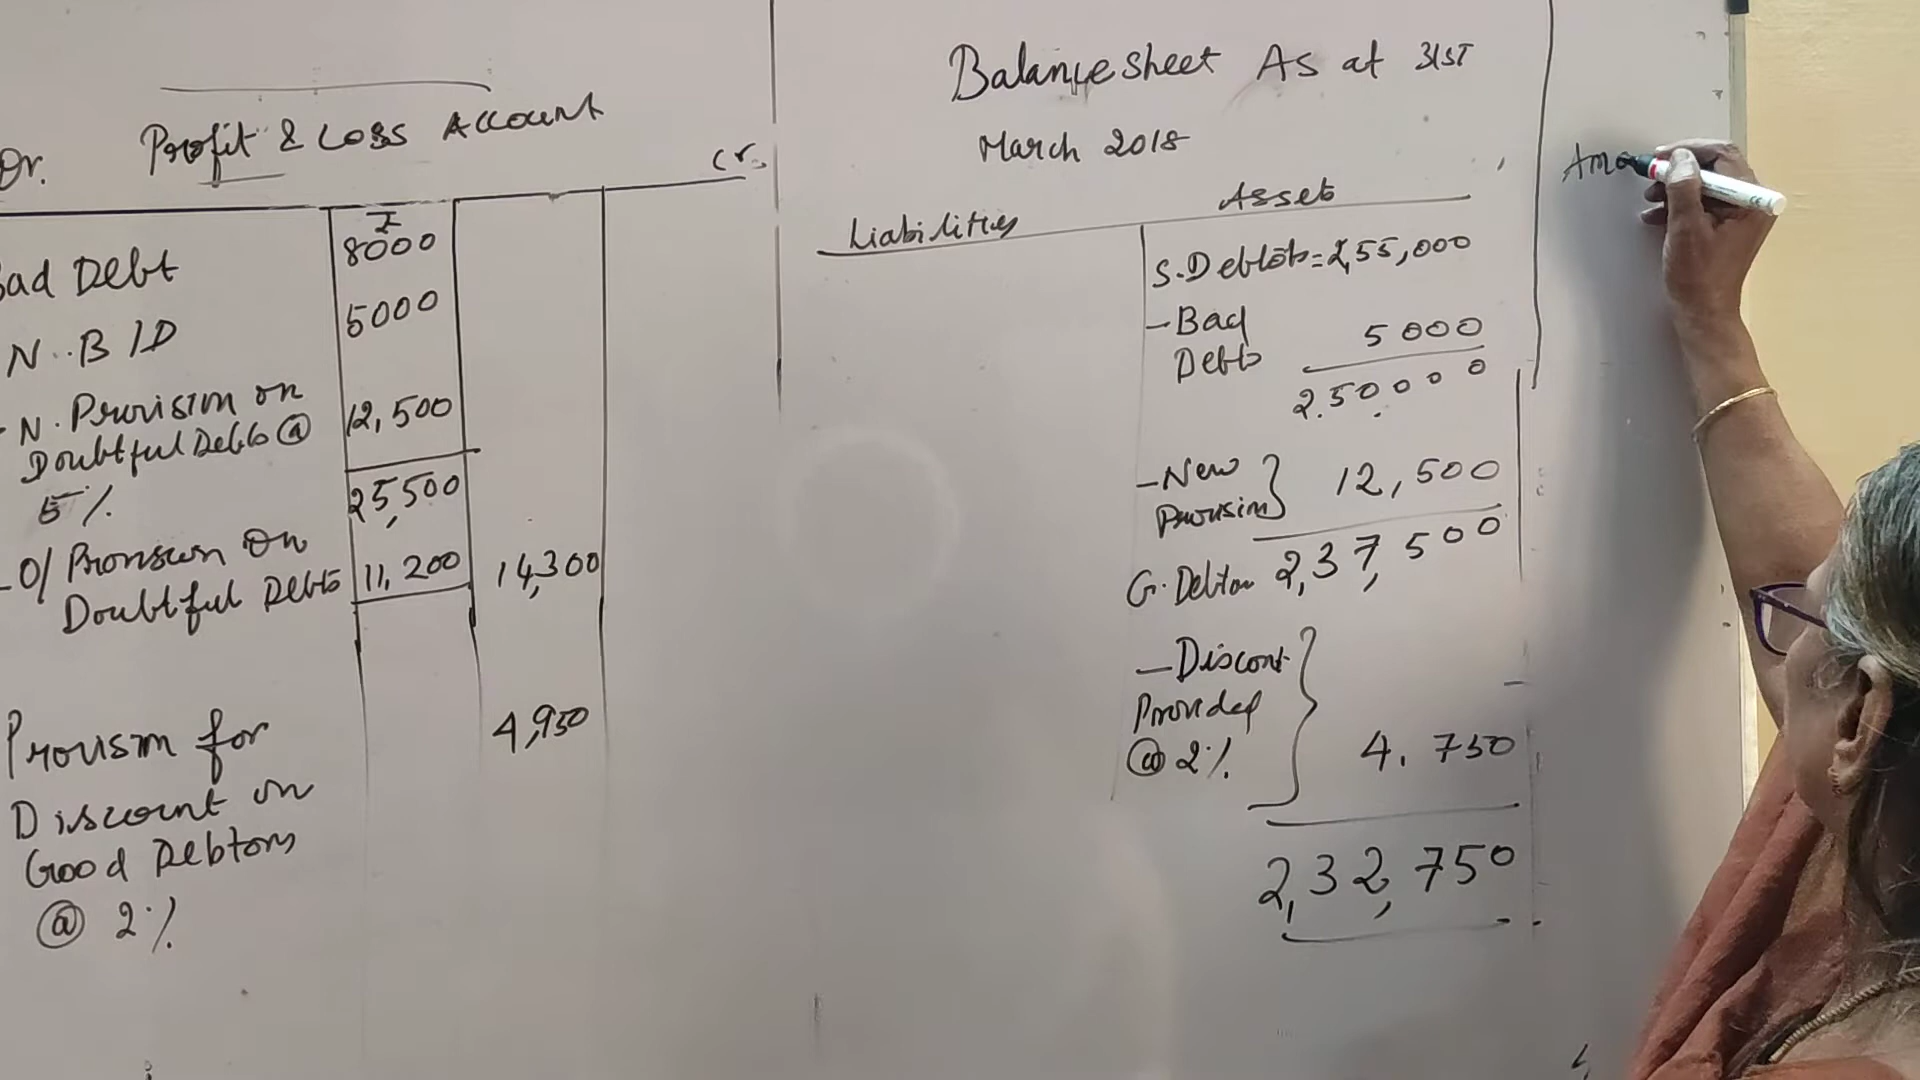 Profit & Loss Account
Dr.
Cr.
₹
Bad Debt 8000
N. B/D 5000
N. Provision on
Doubtful Debts @ 12,500
5%
25,500
- O/ Provision On
Doubtful Debts 11,200 14,300
Provision for 4,950
Discount on
Good Debtors
@ 2%
Balance sheet As at 31ST
March 2018
Liabilities
Assets
S. Debtors = 2,55,000
- Bad
Debts 5000
2.50000
- New
Provision } 12,500
G. Debtors 2,37,500
- Discount
Provided
@ 2% } 4.750
2,32,750
Amo